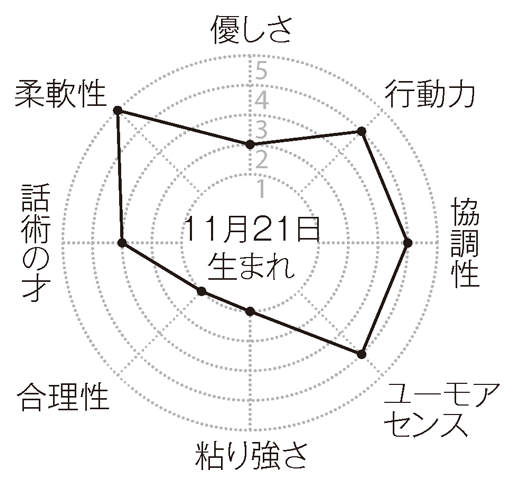 優しさ
行動力
協調性
ユーモア
センス
粘り強さ
合理性
話術の才
柔軟性
5
4
3
2
1
11月21日
生まれ